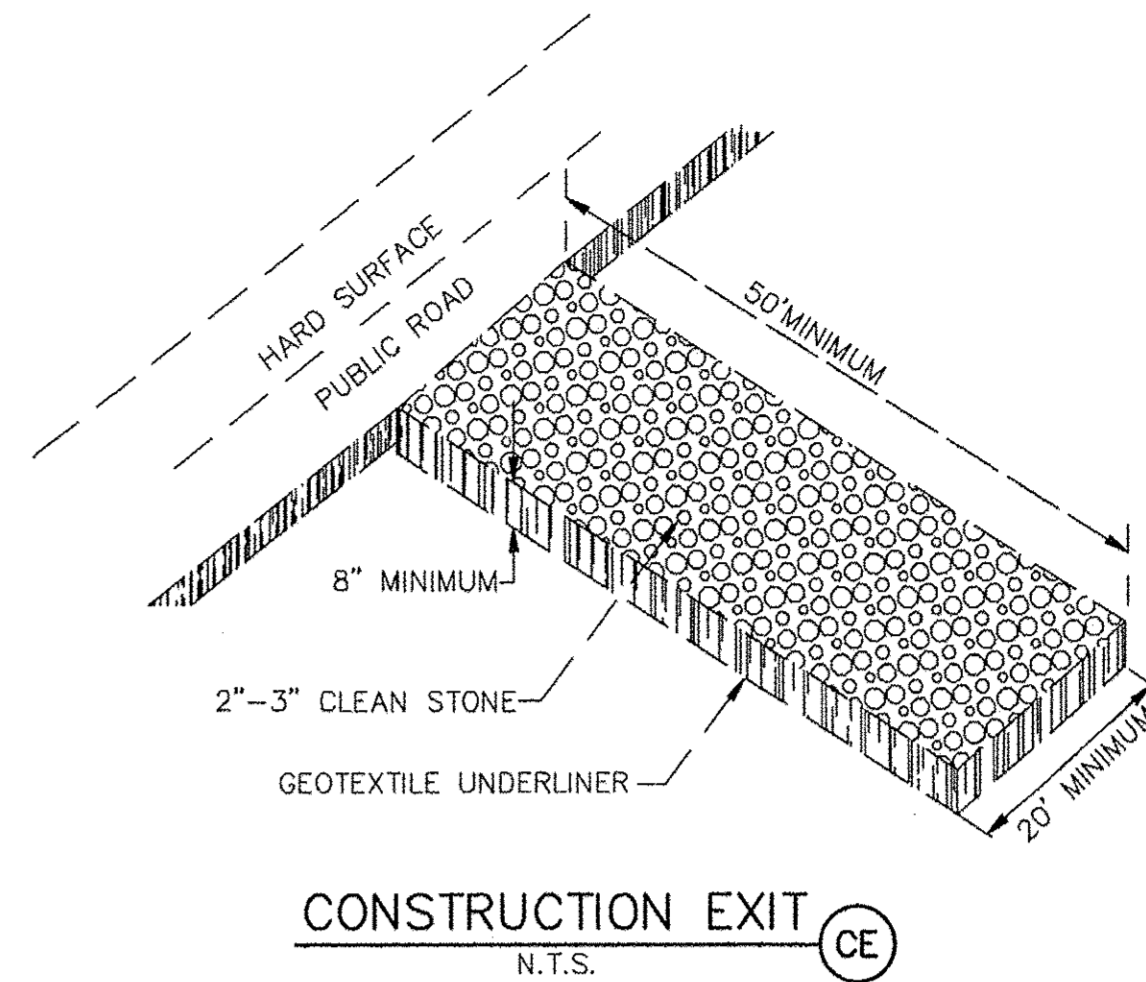 HARD SURFACE
PUBLIC ROAD
50'MINIMUM
8" MINIMUM
2"-3" CLEAN STONE
GEOTEXTILE UNDERLINER
20' MINIMUM
CONSTRUCTION EXIT
CE
N.T.S.